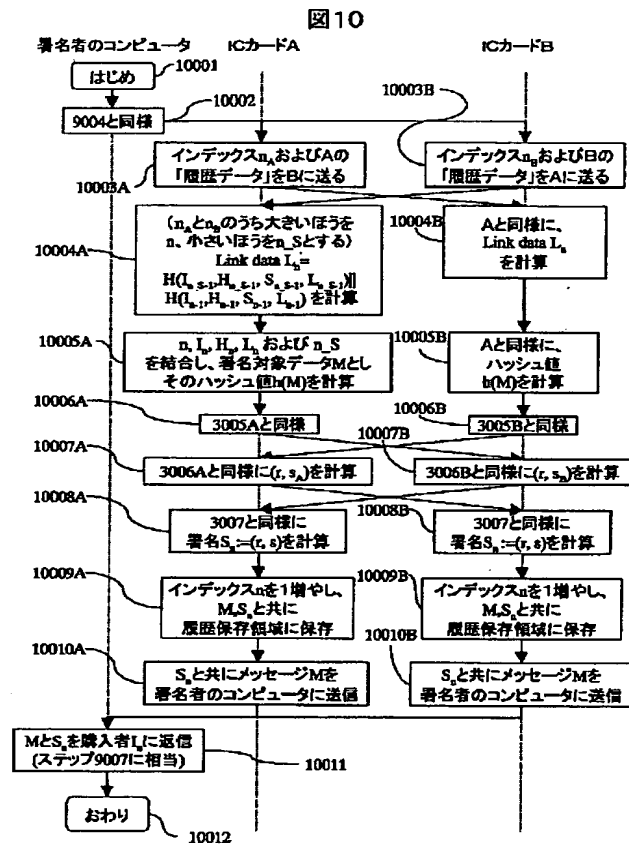 図10
署名者のコンピュータ
ICカードA
ICカードB
はじめ
10001
9004と同様
10002
10003B
インデックスn_AおよびAの
「履歴データ」をBに送る
10003A
インデックスn_BおよびBの
「履歴データ」をAに送る
(n_Aとn_Bのうち大きいほうを
n、小さいほうをn_Sとする)
Link data L_n=
H(I_n_S-1,H_n_S-1, S_n_S-1, L_n_S-1)||
H(I_n-1,H_n-1, S_n-1, L_n-1) を計算
10004A
10004B
Aと同様に、
Link data L_n
を計算
10005A
n, I_n, H_n, L_n および n_S
を結合し、署名対象データMとし
そのハッシュ値h(M)を計算
10005B
Aと同様に、
ハッシュ値
h(M)を計算
10006A
3005Aと同様
10006B
3005Bと同様
10007A
3006Aと同様に(r, s_A)を計算
10007B
3006Bと同様に(r, s_B)を計算
10008A
3007と同様に
署名S_n:=(r, s)を計算
10008B
3007と同様に
署名S_n:=(r, s)を計算
10009A
インデックスnを1増やし、
M,S_nと共に
履歴保存領域に保存
10009B
インデックスnを1増やし、
M,S_nと共に
履歴保存領域に保存
10010A
S_nと共にメッセージMを
署名者のコンピュータに送信
10010B
S_nと共にメッセージMを
署名者のコンピュータに送信
MとS_nを購入者I_nに返信
(ステップ9007に相当)
10011
おわり
10012